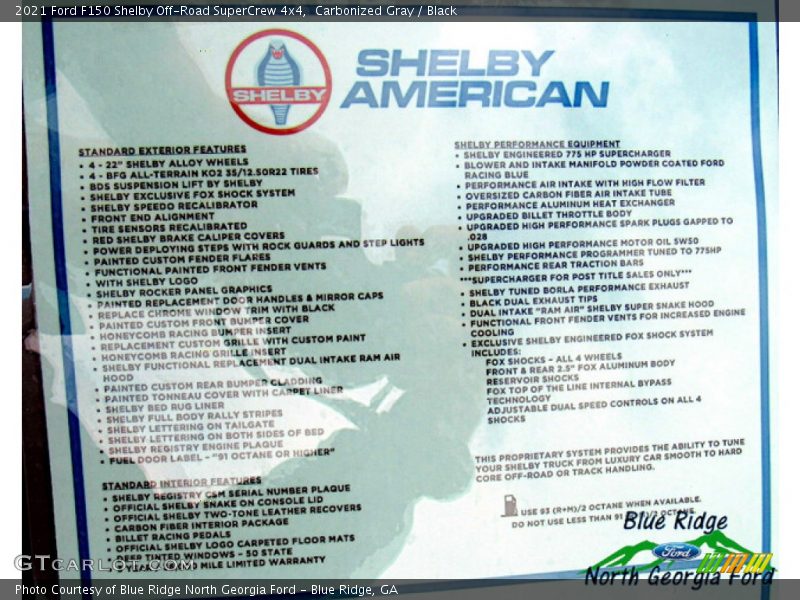 2021 Ford F150 Shelby Off-Road SuperCrew 4x4, Carbonized Gray / Black
SHELBY
SHELBY
AMERICAN
STANDARD EXTERIOR FEATURES
• 4 - 22" SHELBY ALLOY WHEELS
• 4 - BFG ALL-TERRAIN KO2 35/12.50R22 TIRES
• BDS SUSPENSION LIFT BY SHELBY
• SHELBY EXCLUSIVE FOX SHOCK SYSTEM
• SHELBY SPEEDO RECALIBRATOR
• FRONT END ALIGNMENT
• TIRE SENSORS RECALIBRATED
• RED SHELBY BRAKE CALIPER COVERS
• POWER DEPLOYING STEPS WITH ROCK GUARDS AND STEP LIGHTS
• PAINTED CUSTOM FENDER FLARES
• FUNCTIONAL PAINTED FRONT FENDER VENTS
• WITH SHELBY LOGO
• SHELBY ROCKER PANEL GRAPHICS
• PAINTED REPLACEMENT DOOR HANDLES & MIRROR CAPS
• REPLACE CHROME WINDOW TRIM WITH BLACK
• PAINTED CUSTOM FRONT BUMPER COVER
• HONEYCOMB RACING BUMPER INSERT
• REPLACEMENT CUSTOM GRILLE WITH CUSTOM PAINT
• HONEYCOMB RACING GRILLE INSERT
• SHELBY FUNCTIONAL REPLACEMENT DUAL INTAKE RAM AIR
HOOD
• PAINTED CUSTOM REAR BUMPER CLADDING
• PAINTED TONNEAU COVER WITH CARPET LINER
• SHELBY BED RUG LINER
• SHELBY FULL BODY RALLY STRIPES
• SHELBY LETTERING ON TAILGATE
• SHELBY LETTERING ON BOTH SIDES OF BED
• SHELBY REGISTRY ENGINE PLAQUE
• FUEL DOOR LABEL - "91 OCTANE OR HIGHER"
STANDARD INTERIOR FEATURES
• SHELBY REGISTRY CSM SERIAL NUMBER PLAQUE
• OFFICIAL SHELBY SNAKE ON CONSOLE LID
• OFFICIAL SHELBY TWO-TONE LEATHER RECOVERS
• CARBON FIBER INTERIOR PACKAGE
• BILLET RACING PEDALS
• OFFICIAL SHELBY LOGO CARPETED FLOOR MATS
• DEEP TINTED WINDOWS - 50 STATE
MILE LIMITED WARRANTY
SHELBY PERFORMANCE EQUIPMENT
• SHELBY ENGINEERED 775 HP SUPERCHARGER
• BLOWER AND INTAKE MANIFOLD POWDER COATED FORD
RACING BLUE
• PERFORMANCE AIR INTAKE WITH HIGH FLOW FILTER
• OVERSIZED CARBON FIBER AIR INTAKE TUBE
• PERFORMANCE ALUMINUM HEAT EXCHANGER
• UPGRADED BILLET THROTTLE BODY
• UPGRADED HIGH PERFORMANCE SPARK PLUGS GAPPED TO
.028
• UPGRADED HIGH PERFORMANCE MOTOR OIL 5W50
• SHELBY PERFORMANCE PROGRAMMER TUNED TO 775HP
• PERFORMANCE REAR TRACTION BARS
***SUPERCHARGER FOR POST TITLE SALES ONLY***
• SHELBY TUNED BORLA PERFORMANCE EXHAUST
• BLACK DUAL EXHAUST TIPS
• DUAL INTAKE "RAM AIR" SHELBY SUPER SNAKE HOOD
• FUNCTIONAL FRONT FENDER VENTS FOR INCREASED ENGINE
COOLING
• EXCLUSIVE SHELBY ENGINEERED FOX SHOCK SYSTEM
INCLUDES:
FOX SHOCKS - ALL 4 WHEELS
FRONT & REAR 2.5" FOX ALUMINUM BODY
RESERVOIR SHOCKS
FOX TOP OF THE LINE INTERNAL BYPASS
TECHNOLOGY
ADJUSTABLE DUAL SPEED CONTROLS ON ALL 4
SHOCKS
THIS PROPRIETARY SYSTEM PROVIDES THE ABILITY TO TUNE
YOUR SHELBY TRUCK FROM LUXURY CAR SMOOTH TO HARD
CORE OFF-ROAD OR TRACK HANDLING.
USE 93 (R+M)/2 OCTANE WHEN AVAILABLE.
DO NOT USE LESS THAN 91 (R+M)/2 OCTANE.
Blue Ridge
Ford
North Georgia Ford
GTCarlot.com
Photo Courtesy of Blue Ridge North Georgia Ford - Blue Ridge, GA